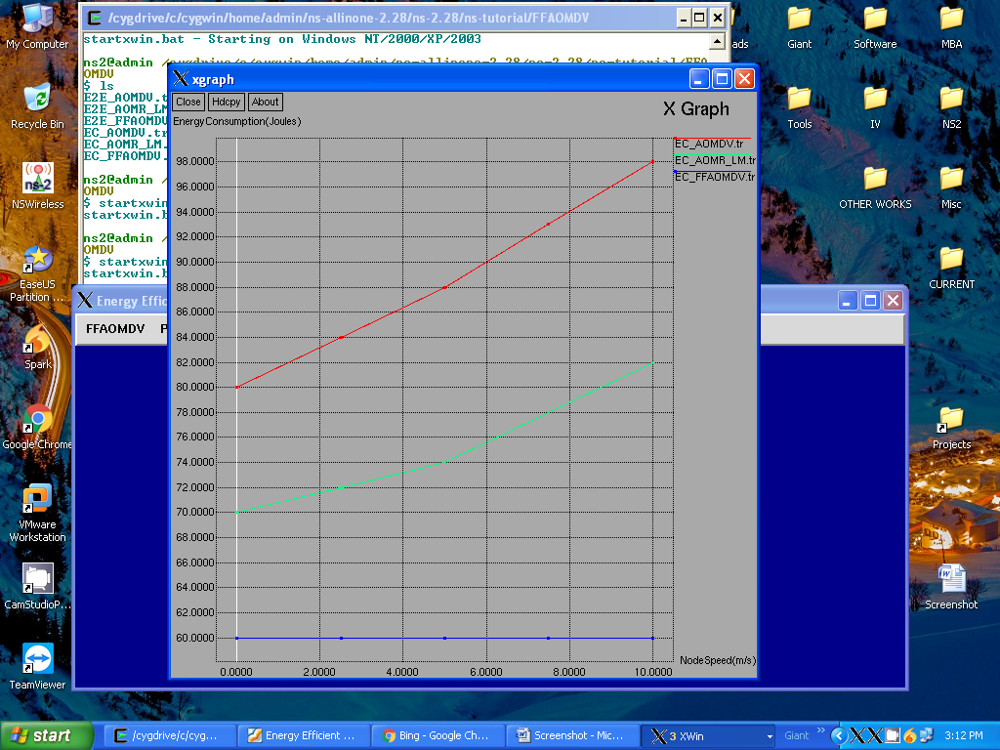 My Computer
Recycle Bin
NSWireless
EaseUS
Partition ...
Spark
Google Chrome
VMware
Workstation
CamStudioP...
TeamViewer
/cygdrive/c/cygwin/home/admin/ns-allinone-2.28/ns-2.28/ns-tutorial/FFAOMDV
startxwin.bat - Starting on Windows NT/2000/XP/2003
ns2@admin /cygdrive/c/cygwin/home/admin/ns-allinone-2.28/ns-2.28/ns-tutorial/FFA
OMDV
$ ls
E2E_AOMDV.t
E2E_AOMR_LM
E2E_FFAOMDV
EC_AOMDV.tr
EC_AOMR_LM.
EC_FFAOMDV.
ns2@admin /
OMDV
$ startxwin
startxwin.b
ns2@admin /
OMDV
$ startxwin
startxwin.b
Energy Effic
FFAOMDV P
xgraph
Close Hdcpy About
X Graph
EnergyConsumption(Joules)
EC_AOMDV.tr
EC_AOMR_LM.tr
EC_FFAOMDV.tr
98.0000
96.0000
94.0000
92.0000
90.0000
88.0000
86.0000
84.0000
82.0000
80.0000
78.0000
76.0000
74.0000
72.0000
70.0000
68.0000
66.0000
64.0000
62.0000
60.0000
0.0000 2.0000 4.0000 6.0000 8.0000 10.0000
NodeSpeed(m/s)
ads
Giant
Software
MBA
Tools
IV
NS2
OTHER WORKS
Misc
CURRENT
Projects
Screenshot
start
/cygdrive/c/cyg...
Energy Efficient ...
Bing - Google Ch...
Screenshot - Mic...
3 XWin
Giant »
3:12 PM